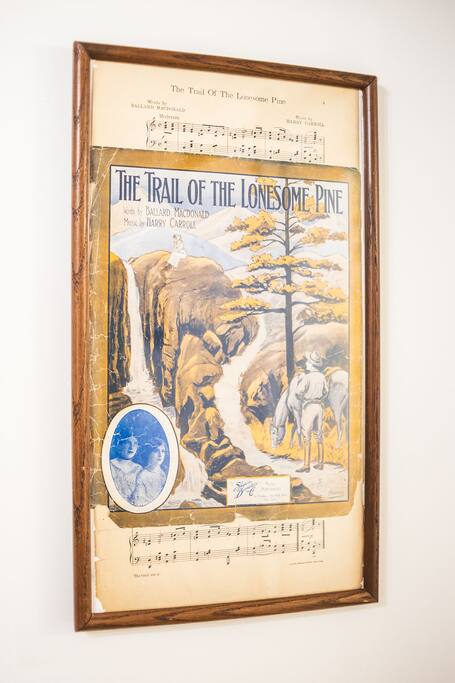 The Trail Of The Lonesome Pine
Words by
BALLARD MACDONALD
Music by
HARRY CARROLL
Moderato
THE TRAIL OF THE LONESOME PINE
Words by BALLARD MACDONALD
Music by HARRY CARROLL